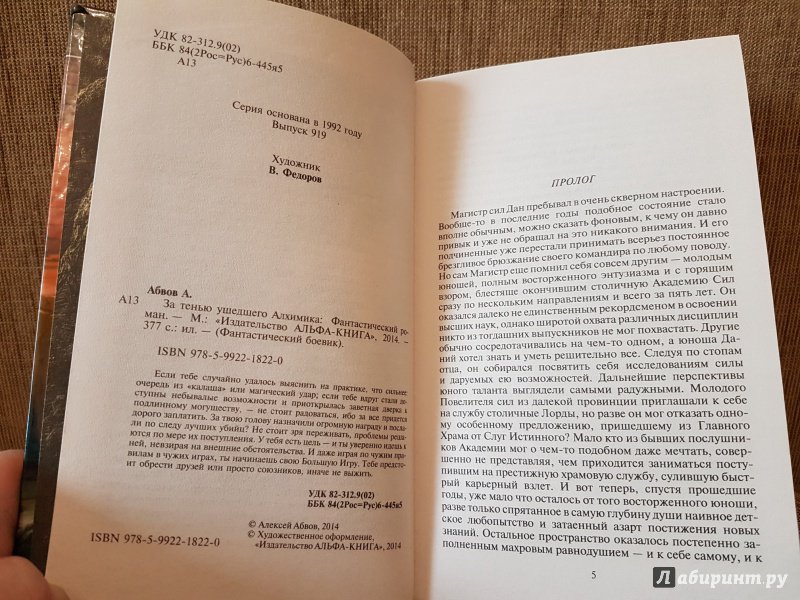 УДК 82-312.9(02)
ББК 84(2Рос=Рус)6-445я5
А13
Серия основана в 1992 году
Выпуск 919
Художник
В. Федоров
Абвов А.
А13 За тенью ушедшего Алхимика: Фантастический ро-
ман. — М.: «Издательство АЛЬФА-КНИГА», 2014. —
377 с.: ил. — (Фантастический боевик).
ISBN 978-5-9922-1822-0
Если тебе случайно удалось выяснить на практике, что сильнее
очередь из «калаша» или магический удар; если тебе вдруг стали до-
ступны небывалые возможности и приоткрылась заветная дверь к
подлинному могуществу, — не стоит радоваться, ибо за все придется
дорого заплатить. За твою голову назначили огромную награду и посла-
ли по следу лучших убийц? Не стоит зря переживать, проблемы реша-
ют по мере их поступления. У тебя есть цель — и ты уверенно идешь к
ней, невзирая на внешние обстоятельства. И даже играя по чужим пра-
вилам в чужих играх, ты начинаешь свою Большую Игру. Тебе предсто-
ит обрести друзей или просто союзников, иначе не выжить.
УДК 82-312.9(02)
ББК 84(2Рос=Рус)6-445я5
© Алексей Абвов, 2014
© Художественное оформление,
ISBN 978-5-9922-1822-0 «Издательство АЛЬФА-КНИГА», 2014
ПРОЛОГ
Магистр сил Дан пребывал в очень скверном настроении.
Вообще-то в последние годы подобное состояние стало
вполне обычным, можно сказать фоновым, к чему он давно
привык и уже не обращал на это никакого внимания. И его
подчиненные уже перестали принимать всерьез постоянное
брезгливое брюзжание своего командира по любому поводу.
Но сам Магистр еще помнил себя совсем другим — молодым
юношей, полным восторженного энтузиазма и с горящим
взором, блестяще окончившим столичную Академию Сил
сразу по нескольким направлениям и всего за пять лет. Он
оказался далеко не единственным рекордсменом в освоении
высших наук, однако широтой охвата различных дисциплин
никто из тогдашних выпускников не мог похвастать. Другие
обычно сосредотачивались на чем-то одном, а юноша Да-
ний хотел знать и уметь решительно все. Следуя по стопам
отца, он собирался посвятить себя исследованиям силы
и даруемых ею возможностей. Дальнейшие перспективы
юного таланта выглядели самыми радужными. Молодого
Повелителя сил из далекой провинции приглашали к себе
на службу столичные Лорды, но разве он мог отказать одно-
му особенному предложению, пришедшему из Главного
Храма от Слуг Истинного? Мало кто из бывших послушни-
ков Академии мог о чем-то подобном даже мечтать, совер-
шенно не представляя, чем приходится заниматься посту-
пившим на престижную храмовую службу, сулившую быст-
рый карьерный взлет. И вот теперь, спустя прошедшие
годы, уже мало что осталось от того восторженного юноши,
разве только спрятанное в самую глубину души наивное дет-
ское любопытство и затаенный азарт постижения новых
знаний. Остальное пространство оказалось постепенно за-
полненным махровым равнодушием — и к себе самому, и к
5
Лабиринт.ру